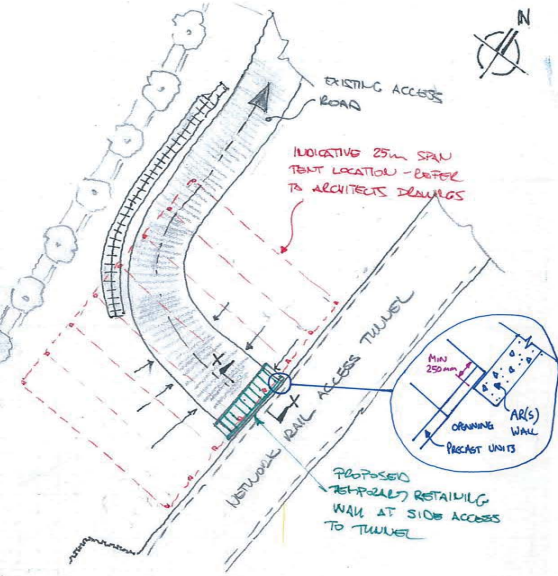 N
EXISTING ACCESS
ROAD
INDICATIVE 25m SPAN
TENT LOCATION - REFER
TO ARCHITECTS DRAWINGS
NETWORK RAIL ACCESS TUNNEL
X
X
MIN
250mm
OPENING
AR(S)
WALL
PRECAST UNITS
PROPOSED
TEMPORARY RETAINING
WALL AT SIDE ACCESS
TO TUNNEL